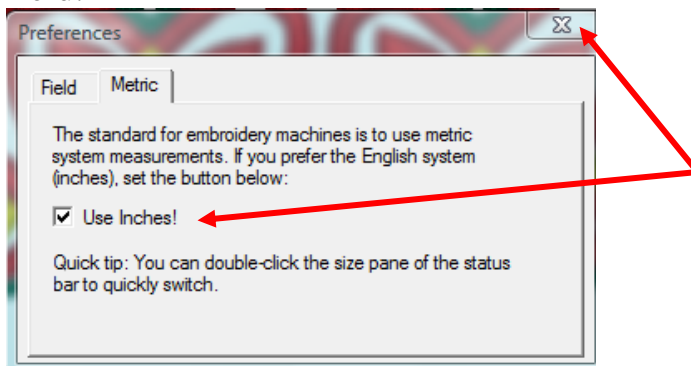 Preferences
Field Metric
The standard for embroidery machines is to use metric
system measurements. If you prefer the English system
(inches), set the button below:
Use Inches!
Quick tip: You can double-click the size pane of the status
bar to quickly switch.